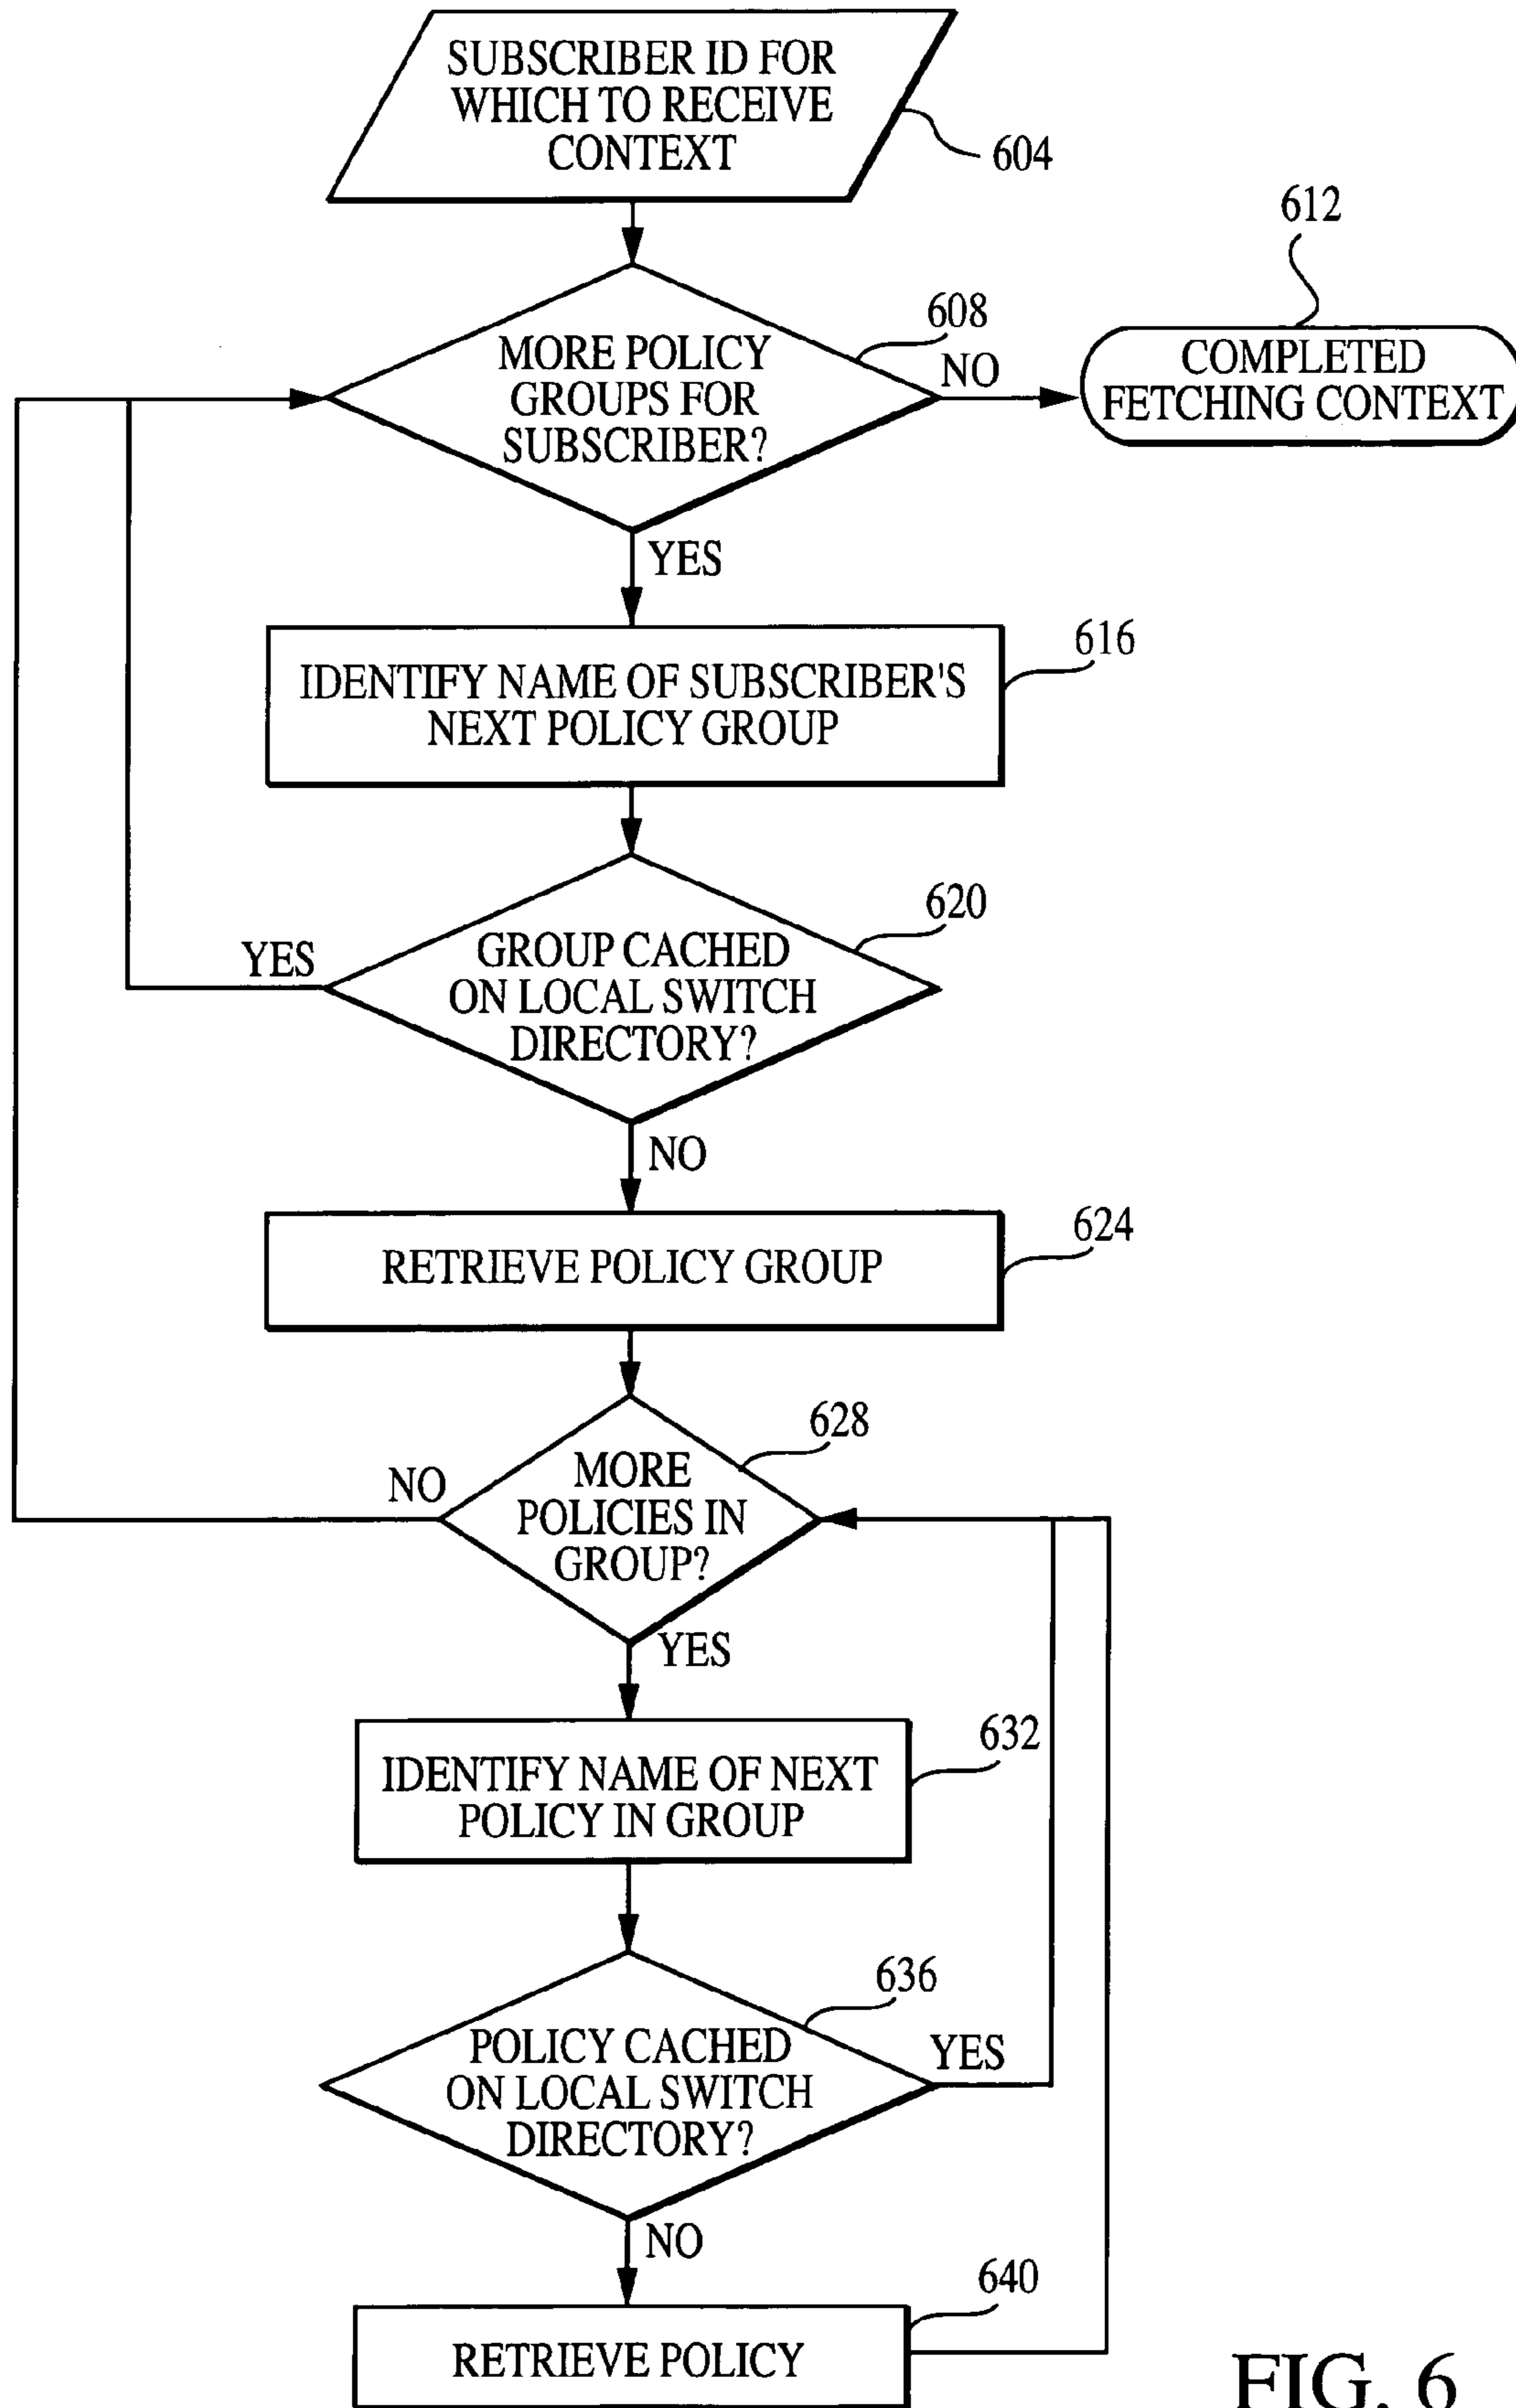 SUBSCRIBER ID FOR
WHICH TO RECEIVE
CONTEXT
604
612
608
MORE POLICY
GROUPS FOR
SUBSCRIBER?
NO
COMPLETED
FETCHING CONTEXT
YES
616
IDENTIFY NAME OF SUBSCRIBER'S
NEXT POLICY GROUP
620
YES
GROUP CACHED
ON LOCAL SWITCH
DIRECTORY?
NO
624
RETRIEVE POLICY GROUP
628
NO
MORE
POLICIES IN
GROUP?
YES
632
IDENTIFY NAME OF NEXT
POLICY IN GROUP
636
POLICY CACHED
ON LOCAL SWITCH
DIRECTORY?
YES
NO
640
RETRIEVE POLICY
FIG. 6